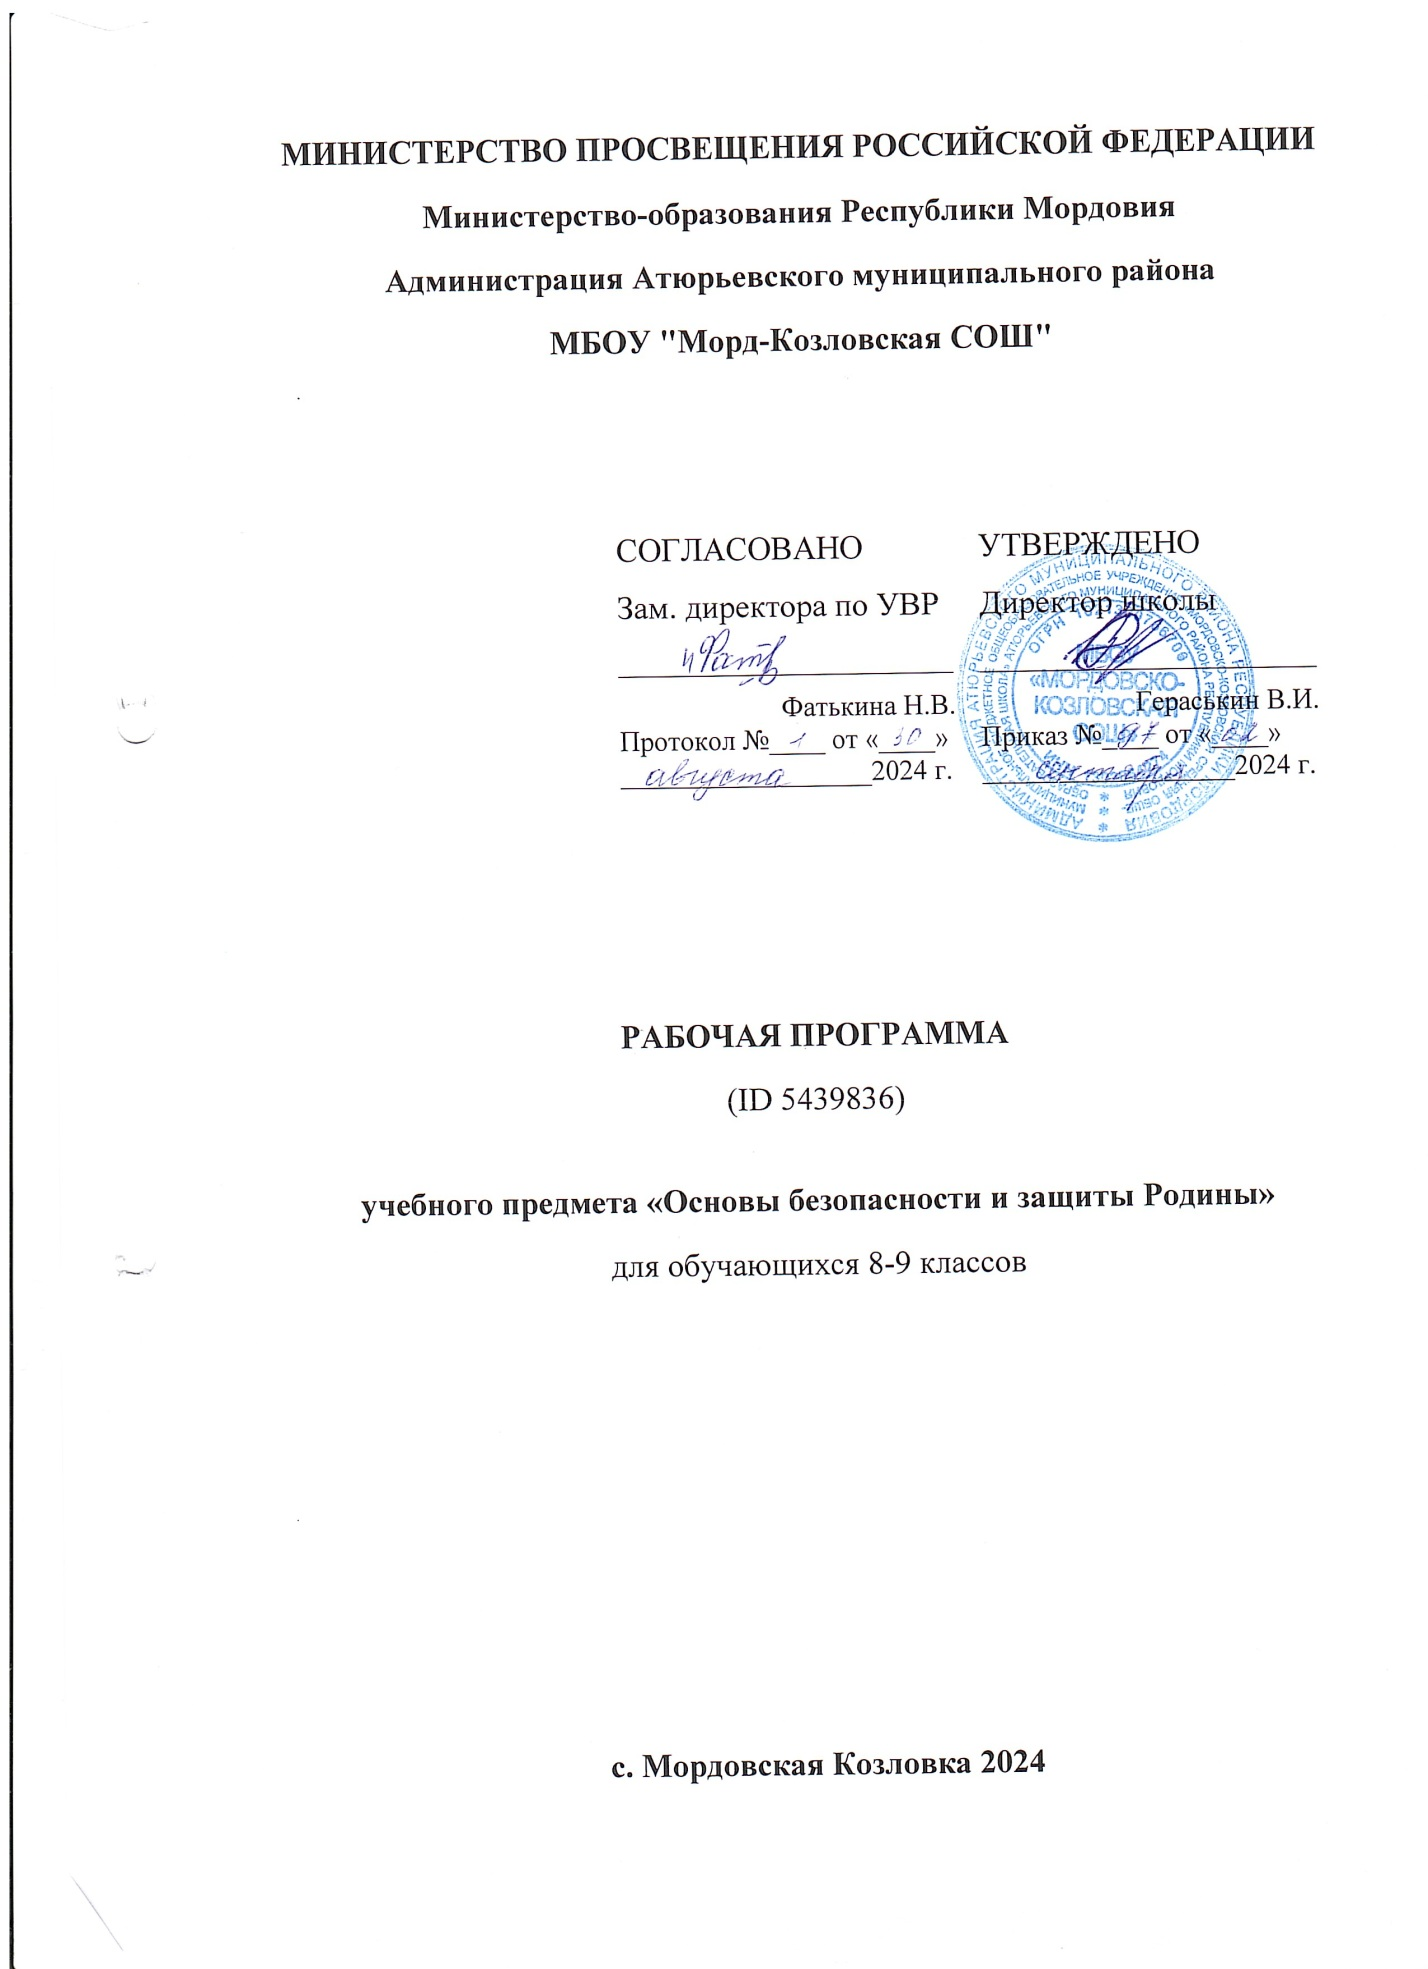 МИНИСТЕРСТВО ПРОСВЕЩЕНИЯ РОССИЙСКОЙ ФЕДЕРАЦИИ
Министерство-образования Республики Мордовия
Администрация Атюрьевского муниципального района
МБОУ "Морд-Козловская СОШ"
СОГЛАСОВАНО
Зам. директора по УВР
Фатькина Н.В.
Протокол № 1 от « 30 »
августа 2024 г.
УТВЕРЖДЕНО
Директор школы
Гераськин В.И.
Приказ № 97 от « »
сентября 2024 г.
МБОУ
«МОРДОВСКО-
КОЗЛОВСКАЯ
СОШ»
РАБОЧАЯ ПРОГРАММА
(ID 5439836)
учебного предмета «Основы безопасности и защиты Родины»
для обучающихся 8-9 классов
с. Мордовская Козловка 2024